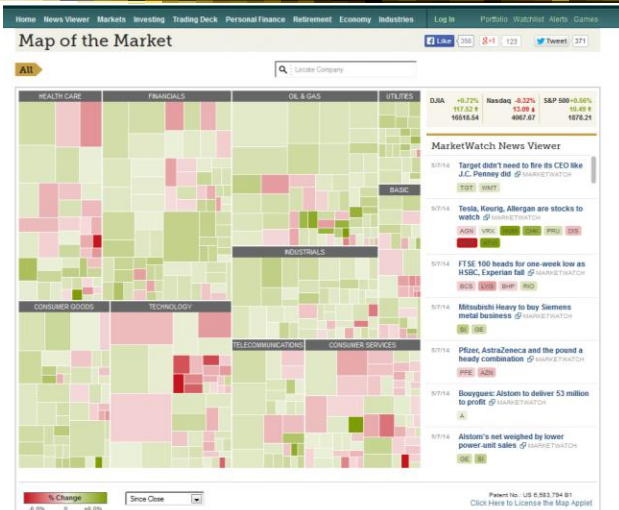 Home News Viewer Markets Investing Trading Deck Personal Finance Retirement Economy Industries Log In Portfolio Watchlist Alerts Games
Map of the Market
Like 356 g+1 123 Tweet 371
All
Locate Company
HEALTH CARE FINANCIALS OIL & GAS UTILITIES
BASIC
INDUSTRIALS
CONSUMER GOODS TECHNOLOGY
TELECOMMUNICATIONS CONSUMER SERVICES
DJIA +0.72% Nasdaq -0.32% S&P 500 +0.56%
117.52 13.09 10.49
16518.54 4067.67 1878.21
MarketWatch News Viewer
5/7/14 Target didn't need to fire its CEO like
J.C. Penney did MARKETWATCH
TGT WMT
5/7/14 Tesla, Keurig, Allergan are stocks to
watch MARKETWATCH
AGN VRX CHK PRU DIS
5/7/14 FTSE 100 heads for one-week low as
HSBC, Experian fall MARKETWATCH
BCS LYG BHP RIO
5/7/14 Mitsubishi Heavy to buy Siemens
metal business MARKETWATCH
SI GE
5/7/14 Pfizer, AstraZeneca and the pound a
heady combination MARKETWATCH
PFE AZN
5/7/14 Bouygues: Alstom to deliver 53 million
to profit MARKETWATCH
A
5/7/14 Alstom's net weighed by lower
power-unit sales MARKETWATCH
GE SI
% Change
-6.0% 0 +6.0%
Since Close
Patent No.: US 6,583,794 B1
Click Here to License the Map Applet